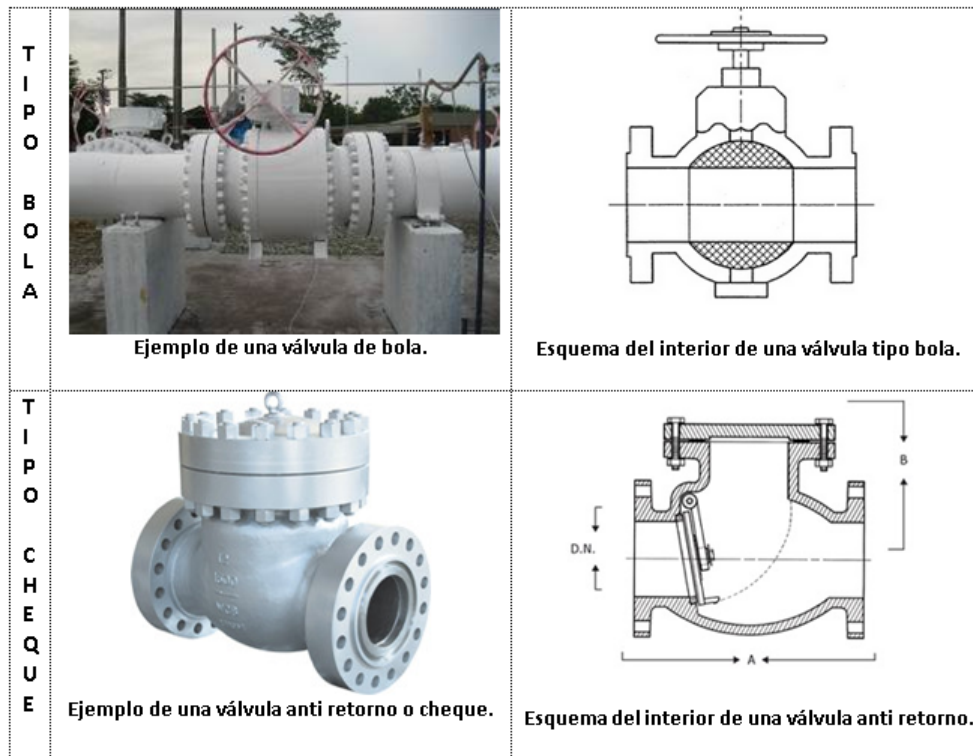 TIPO BOLA
Ejemplo de una válvula de bola.
Esquema del interior de una válvula tipo bola.
TIPO CHEQUE
Ejemplo de una válvula anti retorno o cheque.
B
D.N.
A
Esquema del interior de una válvula anti retorno.